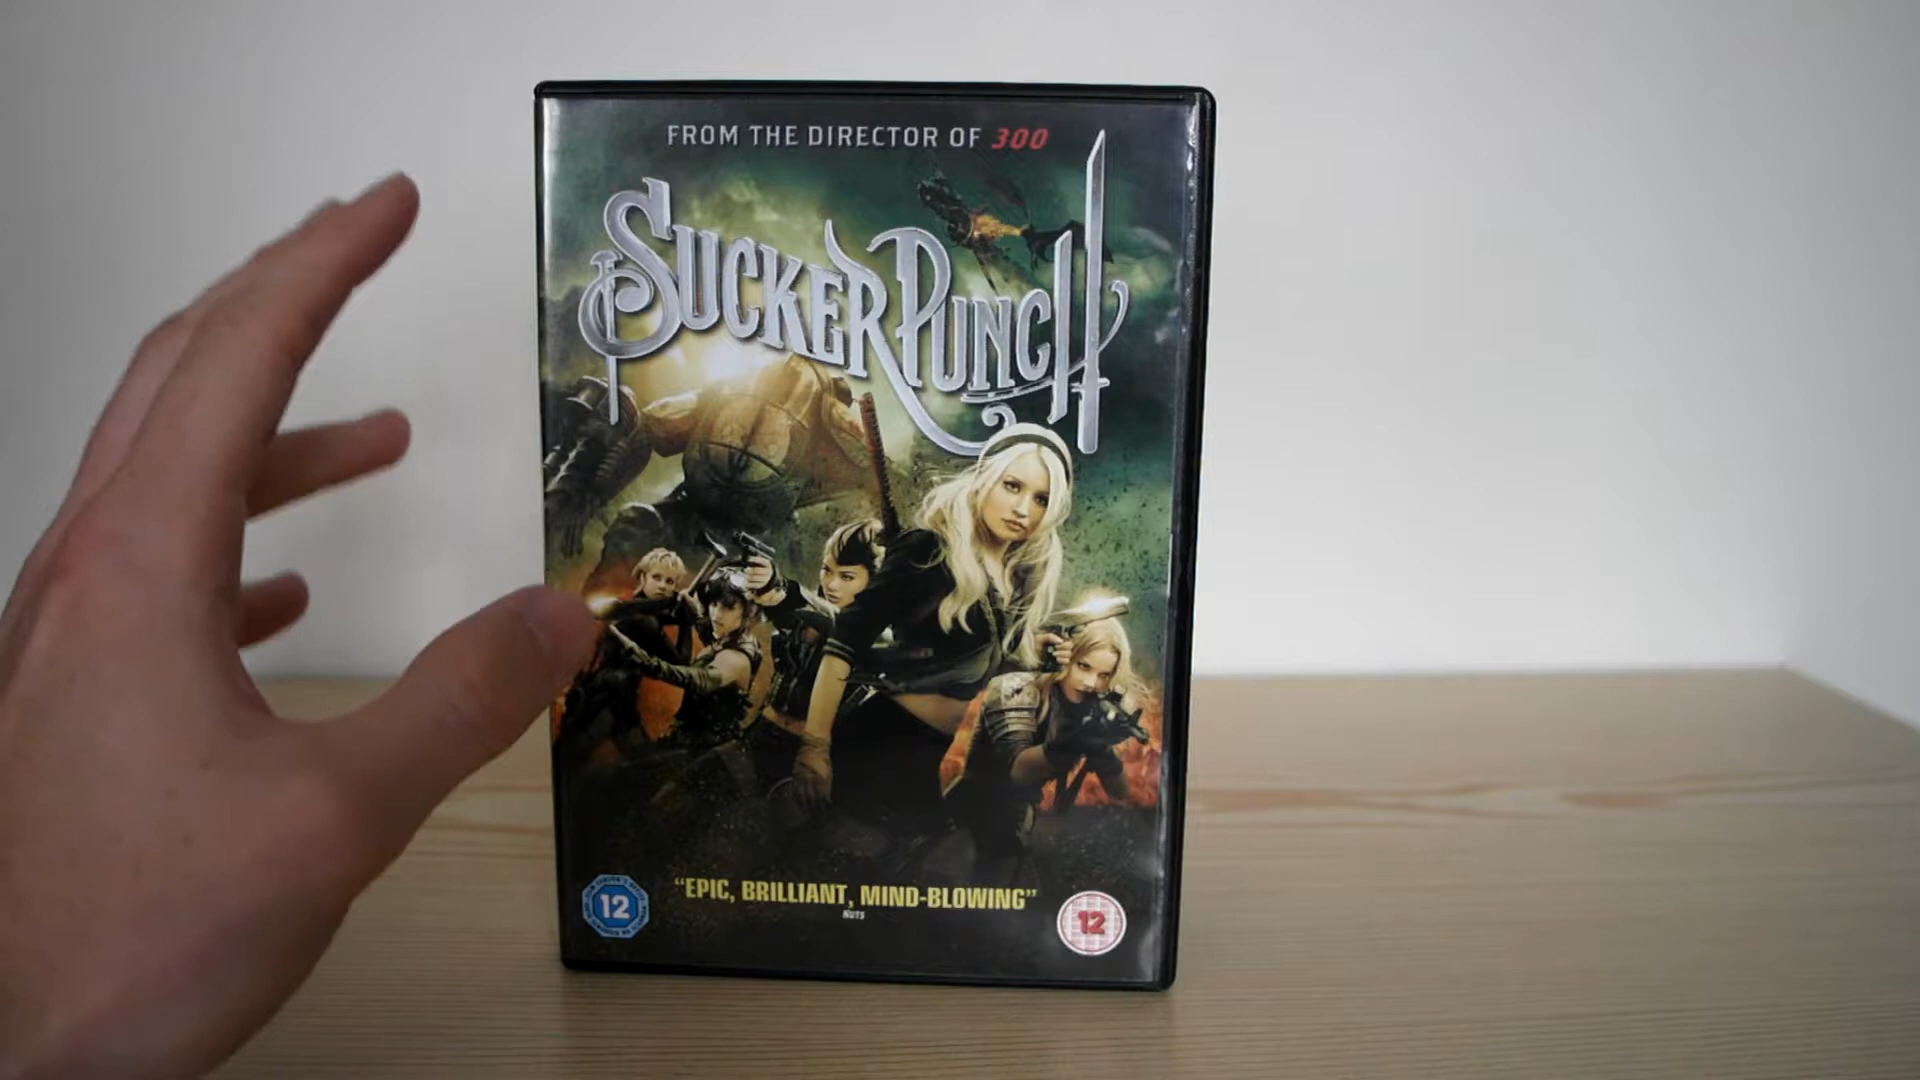 FROM THE DIRECTOR OF 300
SUCKER PUNCH
"EPIC, BRILLIANT, MIND-BLOWING"
NUTS
12
12